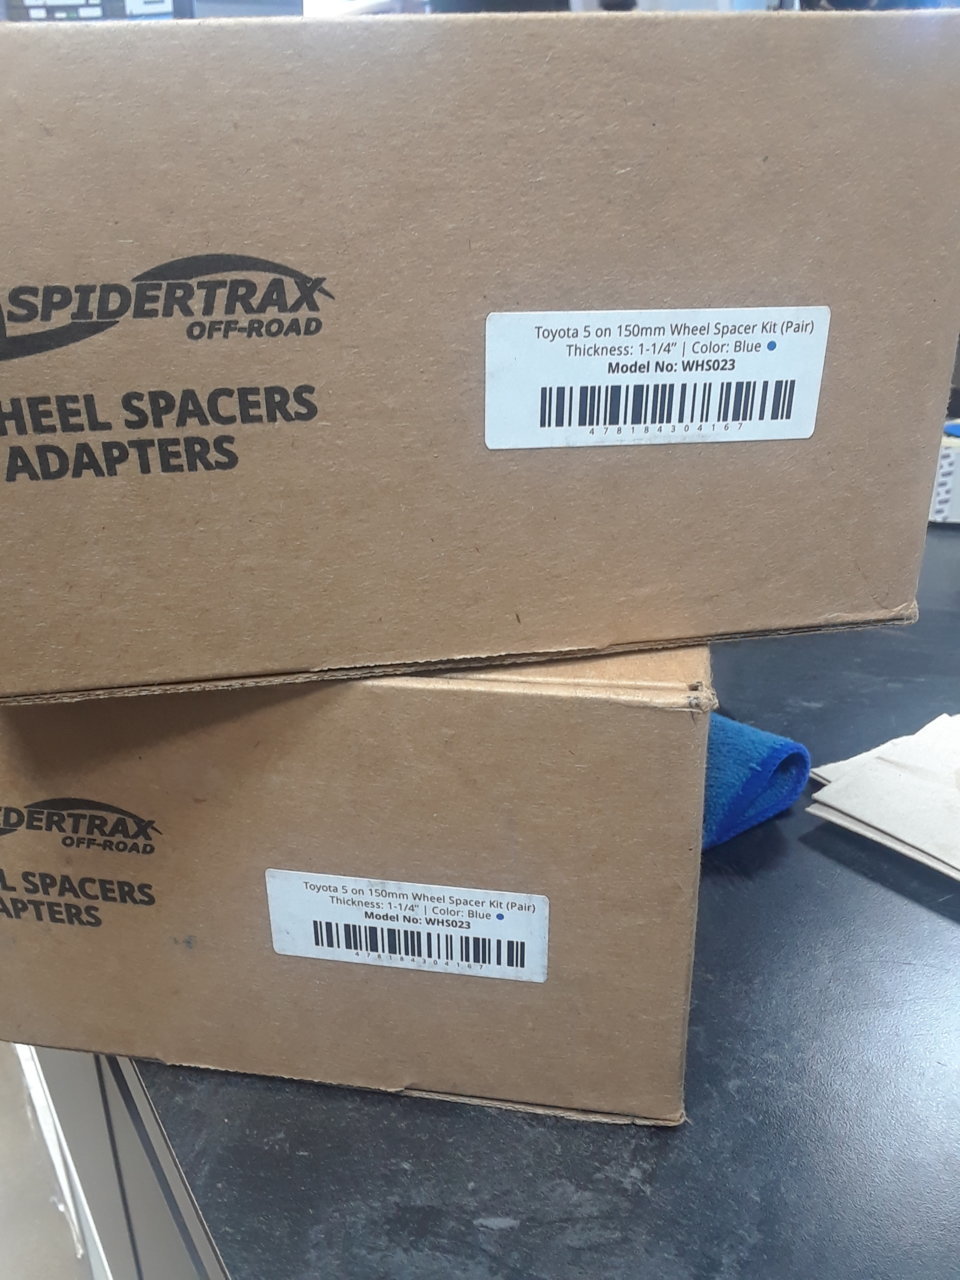 SPIDERTRAX
OFF-ROAD
HEEL SPACERS
ADAPTERS
Toyota 5 on 150mm Wheel Spacer Kit (Pair)
Thickness: 1-1/4" | Color: Blue
Model No: WHS023
478184304167
DERTRAX
OFF-ROAD
L SPACERS
APTERS
Toyota 5 on 150mm Wheel Spacer Kit (Pair)
Thickness: 1-1/4" | Color: Blue
Model No: WHS023
478184304167